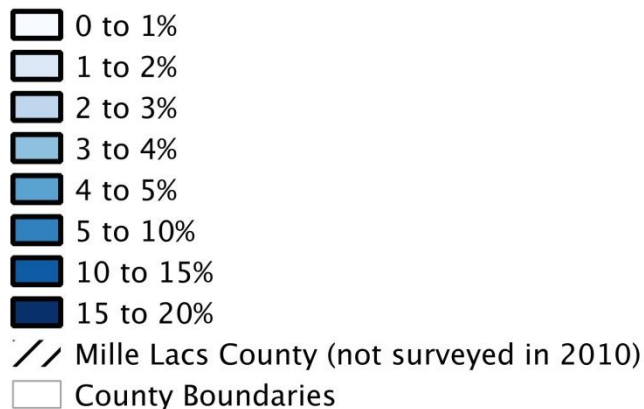 0 to 1%
1 to 2%
2 to 3%
3 to 4%
4 to 5%
5 to 10%
10 to 15%
15 to 20%
Mille Lacs County (not surveyed in 2010)
County Boundaries